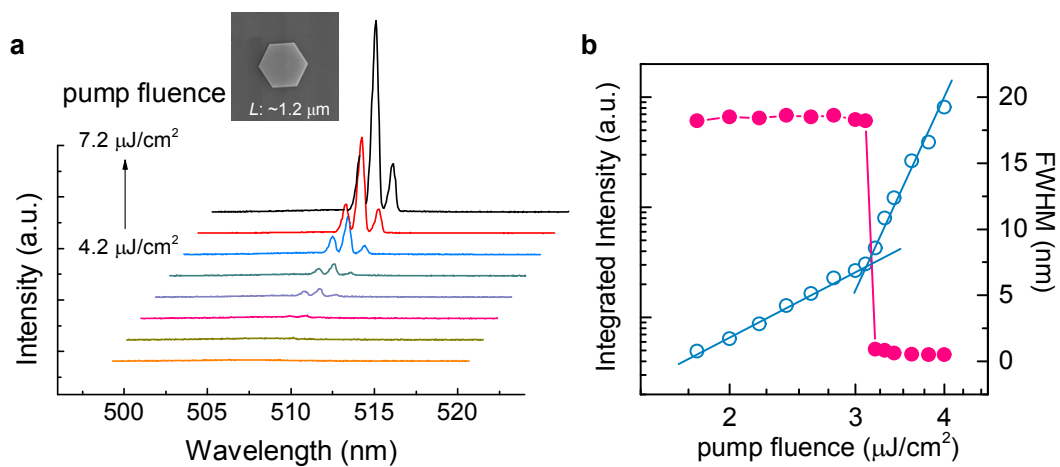 a
L: ~1.2 μm
pump fluence
7.2 μJ/cm²
4.2 μJ/cm²
Intensity (a.u.)
500 505 510 515 520
Wavelength (nm)
b
Integrated Intensity (a.u.)
20
15
10
5
0
FWHM (nm)
2 3 4
pump fluence (μJ/cm²)